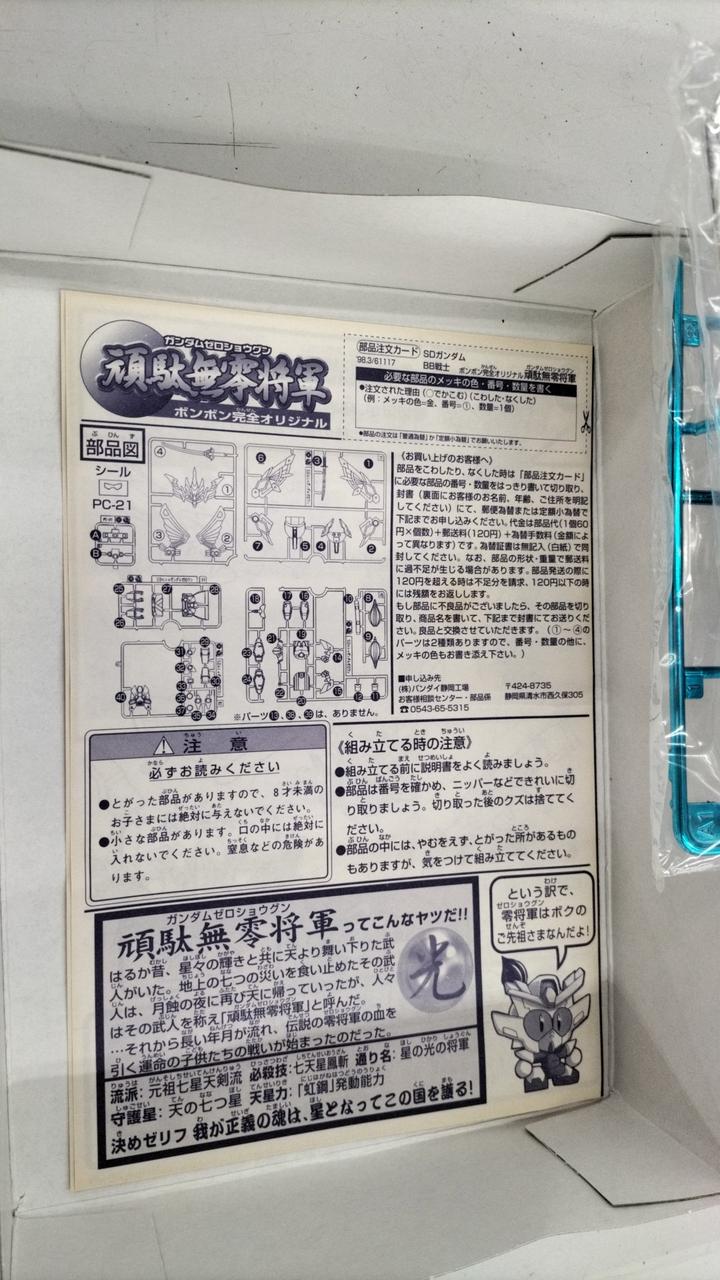 ガンダムゼロショウグン
頑駄無零将軍
ボンボン完全オリジナル
部品注文カード
'98.3/61117
SDガンダム
BB戦士 ボンボン完全オリジナル頑駄無零将軍
必要な部品のメッキの色・番号・数量を書く
●注文された理由(○でかこむ)(こわした・なくした)
(例:メッキの色=金、番号=①、数量=1個)
●部品の注文は「普通為替」か「定額小為替」でお願いいたします。
部品図
シール
PC-21
※パーツ⑬、㊳、㊴は、ありません。
《お買い上げのお客様へ》
部品をこわしたり、なくした時は「部品注文カード」
に必要な部品の番号・数量をはっきり書いて切り取り、
封書(裏面にお客様のお名前、年齢、ご住所を明記
してください)にて、郵便為替または定額小為替で
下記までお申し込みください。代金は部品代(1個60
円×個数)+郵送料(120円)+為替手数料(金額によ
って異なります)です。為替証書は無記入(白紙)で同
封してください。なお、部品の形状・重量で郵送料
に過不足が生じる場合があります。部品発送の際に
120円を超える時は不足分を請求、120円以下の時
には残額をお返しします。
もし部品に不良品がございましたら、その部品を切り
取り、商品名を書いて、下記まで封書にてお送りくだ
さい。良品と交換させていただきます。(①~④の
パーツは2種類ありますので、番号・数量の他に、
メッキの色もお書き添え下さい。)
■申し込み先
(株)バンダイ静岡工場 〒424-8735
お客様相談センター・部品係 静岡県清水市西久保305
☎0543-65-5315
注意
必ずお読みください
●とがった部品がありますので、8才未満の
お子さまには絶対に与えないでください。
●小さな部品があります。口の中には絶対に
入れないでください。窒息などの危険があ
ります。
《組み立てる時の注意》
●組み立てる前に説明書をよく読みましょう。
●部品は番号を確かめ、ニッパーなどできれいに切
り取りましょう。切り取った後のクズは捨ててく
ださい。
●部品の中には、やむをえず、とがった所があるもの
もありますが、気をつけて組み立ててください。
ガンダムゼロショウグン
頑駄無零将軍ってこんなヤツだ!!
はるか昔、星々の輝きと共に天より舞い下りた武
人がいた。地上の七つの災いを食い止めたその武
人は、月蝕の夜に再び天に帰っていったが、人々
はその武人を称え「頑駄無零将軍」と呼んだ。
…それから長い年月が流れ、伝説の零将軍の血を
引く運命の子供たちの戦いが始まったのだった。
光
流派:元祖七星天剣流 必殺技:七天星鳳斬 通り名:星の光の将軍
守護星:天の七つ星 天星力:「虹鋼」発動能力
決めゼリフ 我が正義の魂は、星となってこの国を護る!
という訳で、
零将軍はボクの
ご先祖さまなんだよ!